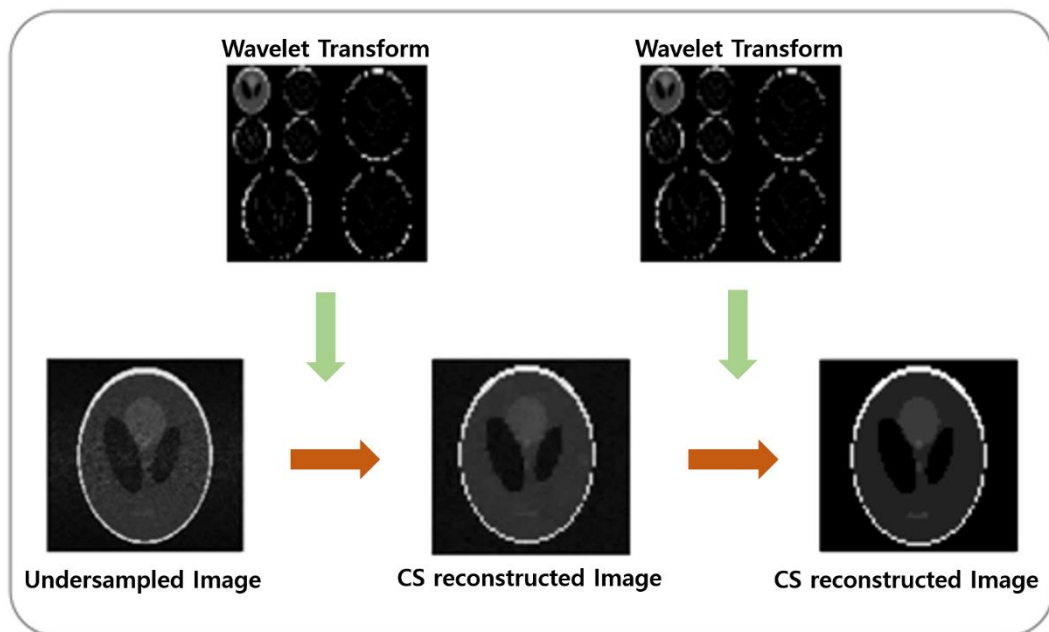 Wavelet Transform
Wavelet Transform
Undersampled Image
CS reconstructed Image
CS reconstructed Image